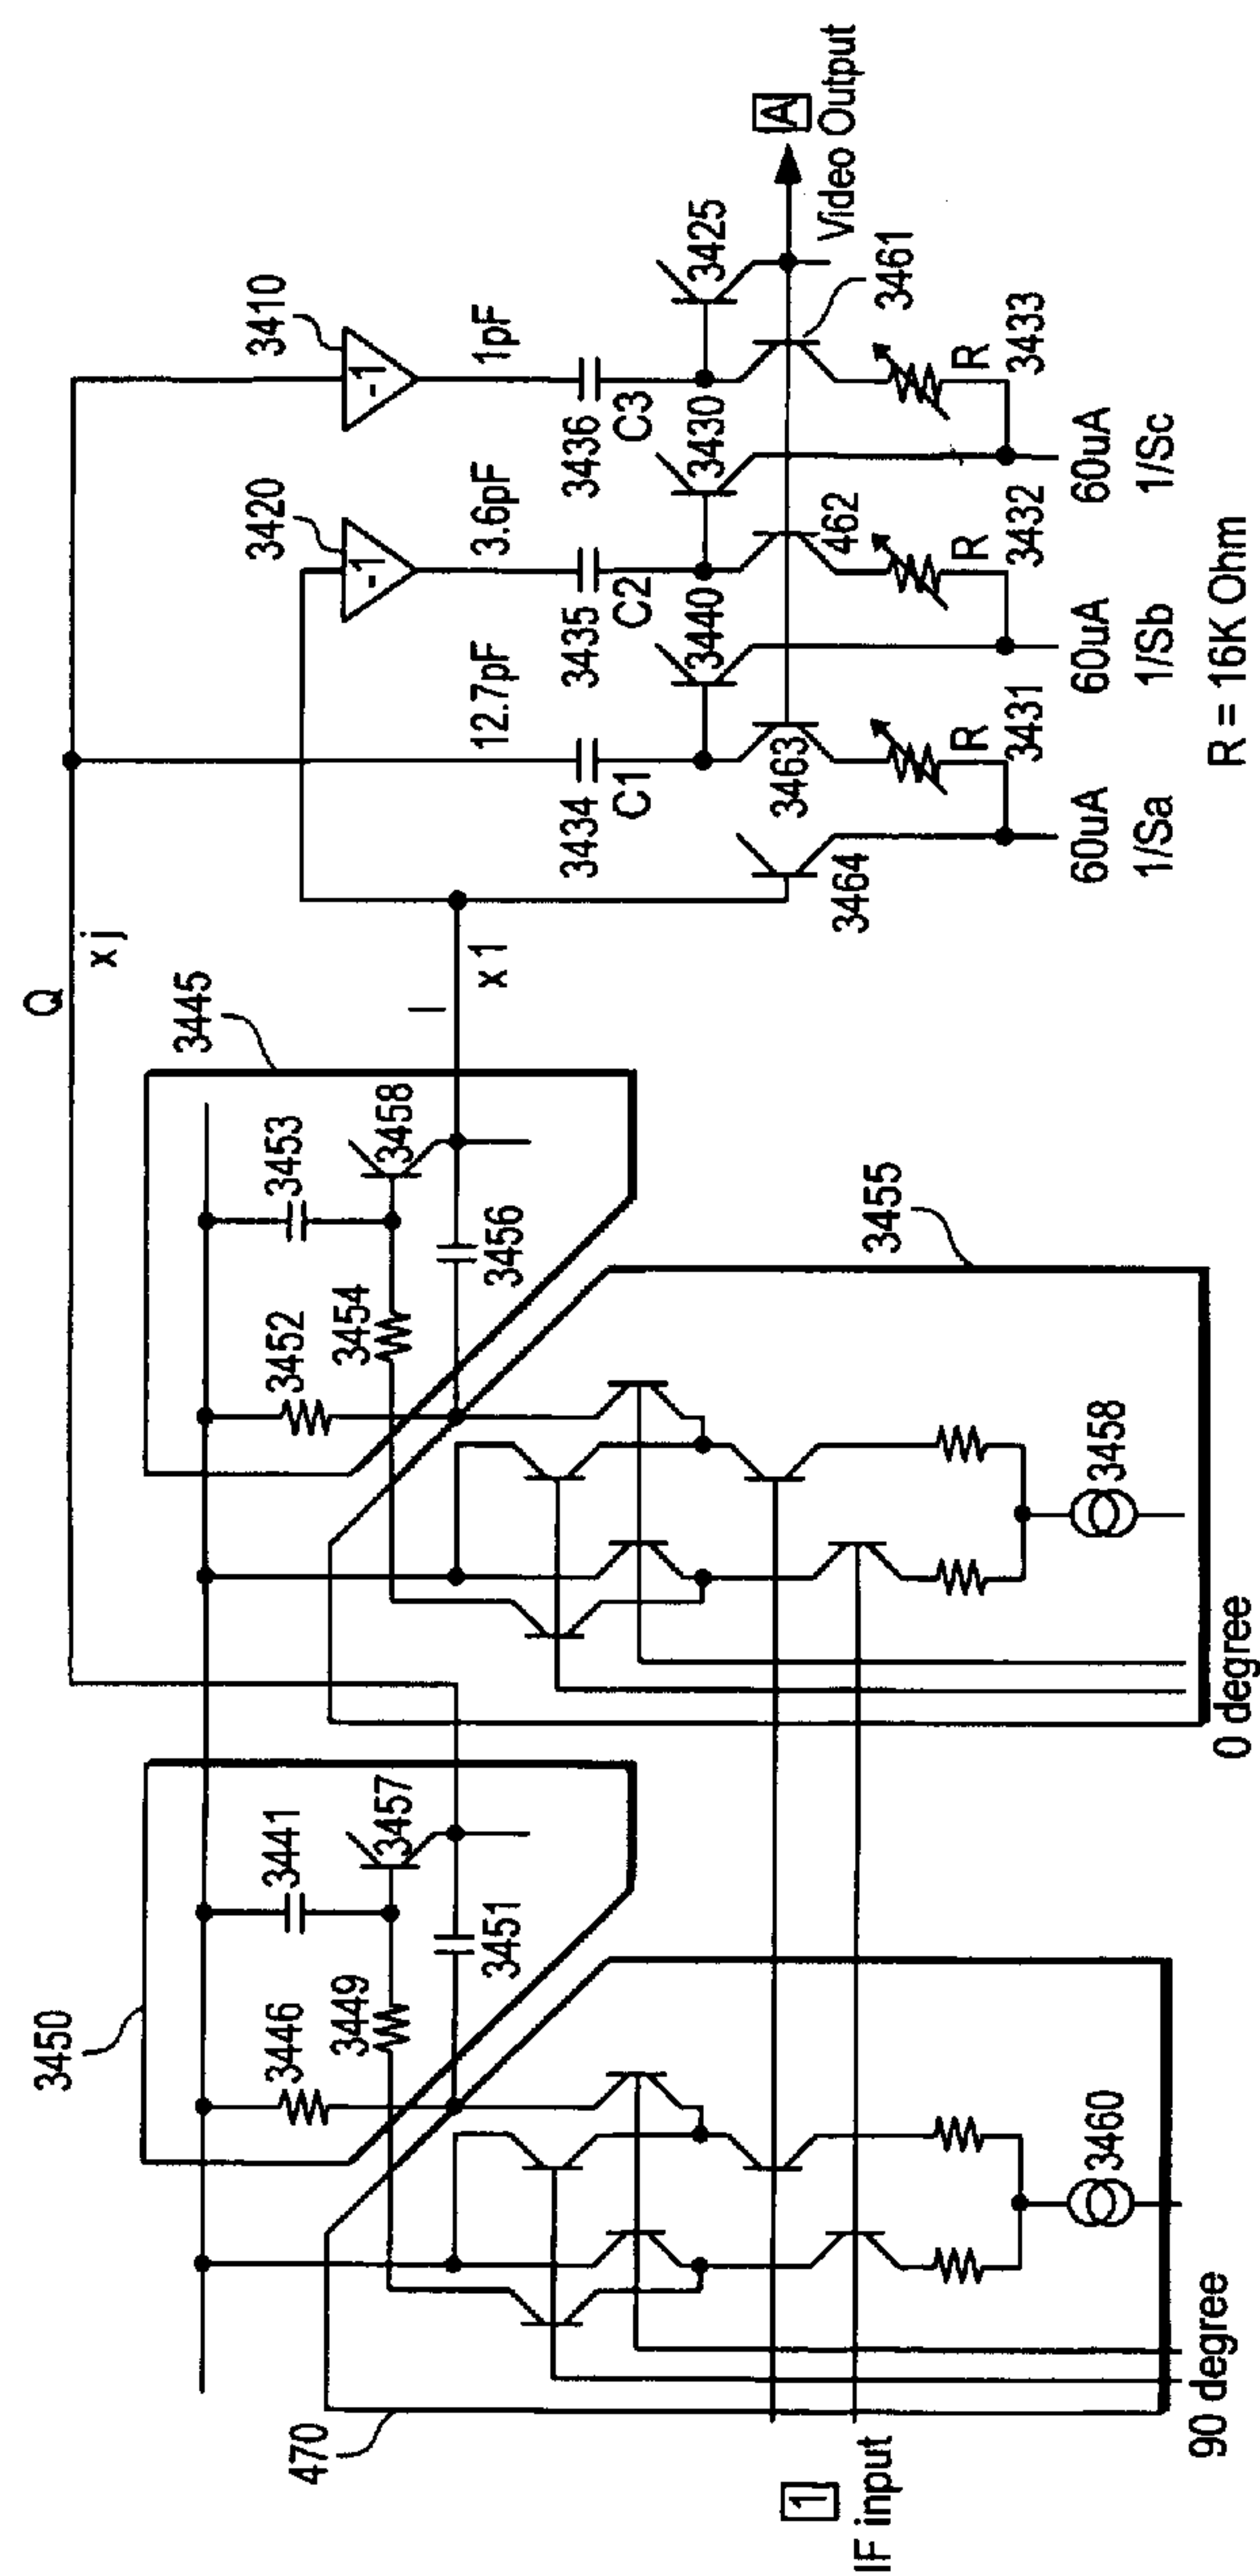 Q
x j
I
x 1
3410
-1
3420
-1
1pF
3.6pF
12.7pF
3436
C3
3435
C2
3434
C1
3425
3430
3440
A
Video Output
3461
462
3463
3464
R
3433
R
3432
R
3431
60uA
1/Sc
60uA
1/Sb
60uA
1/Sa
R = 16K Ohm
3445
3453
3458
3452
3454
3456
3455
3458
0 degree
3450
3441
3457
3446
3449
3451
470
3460
90 degree
1
IF input